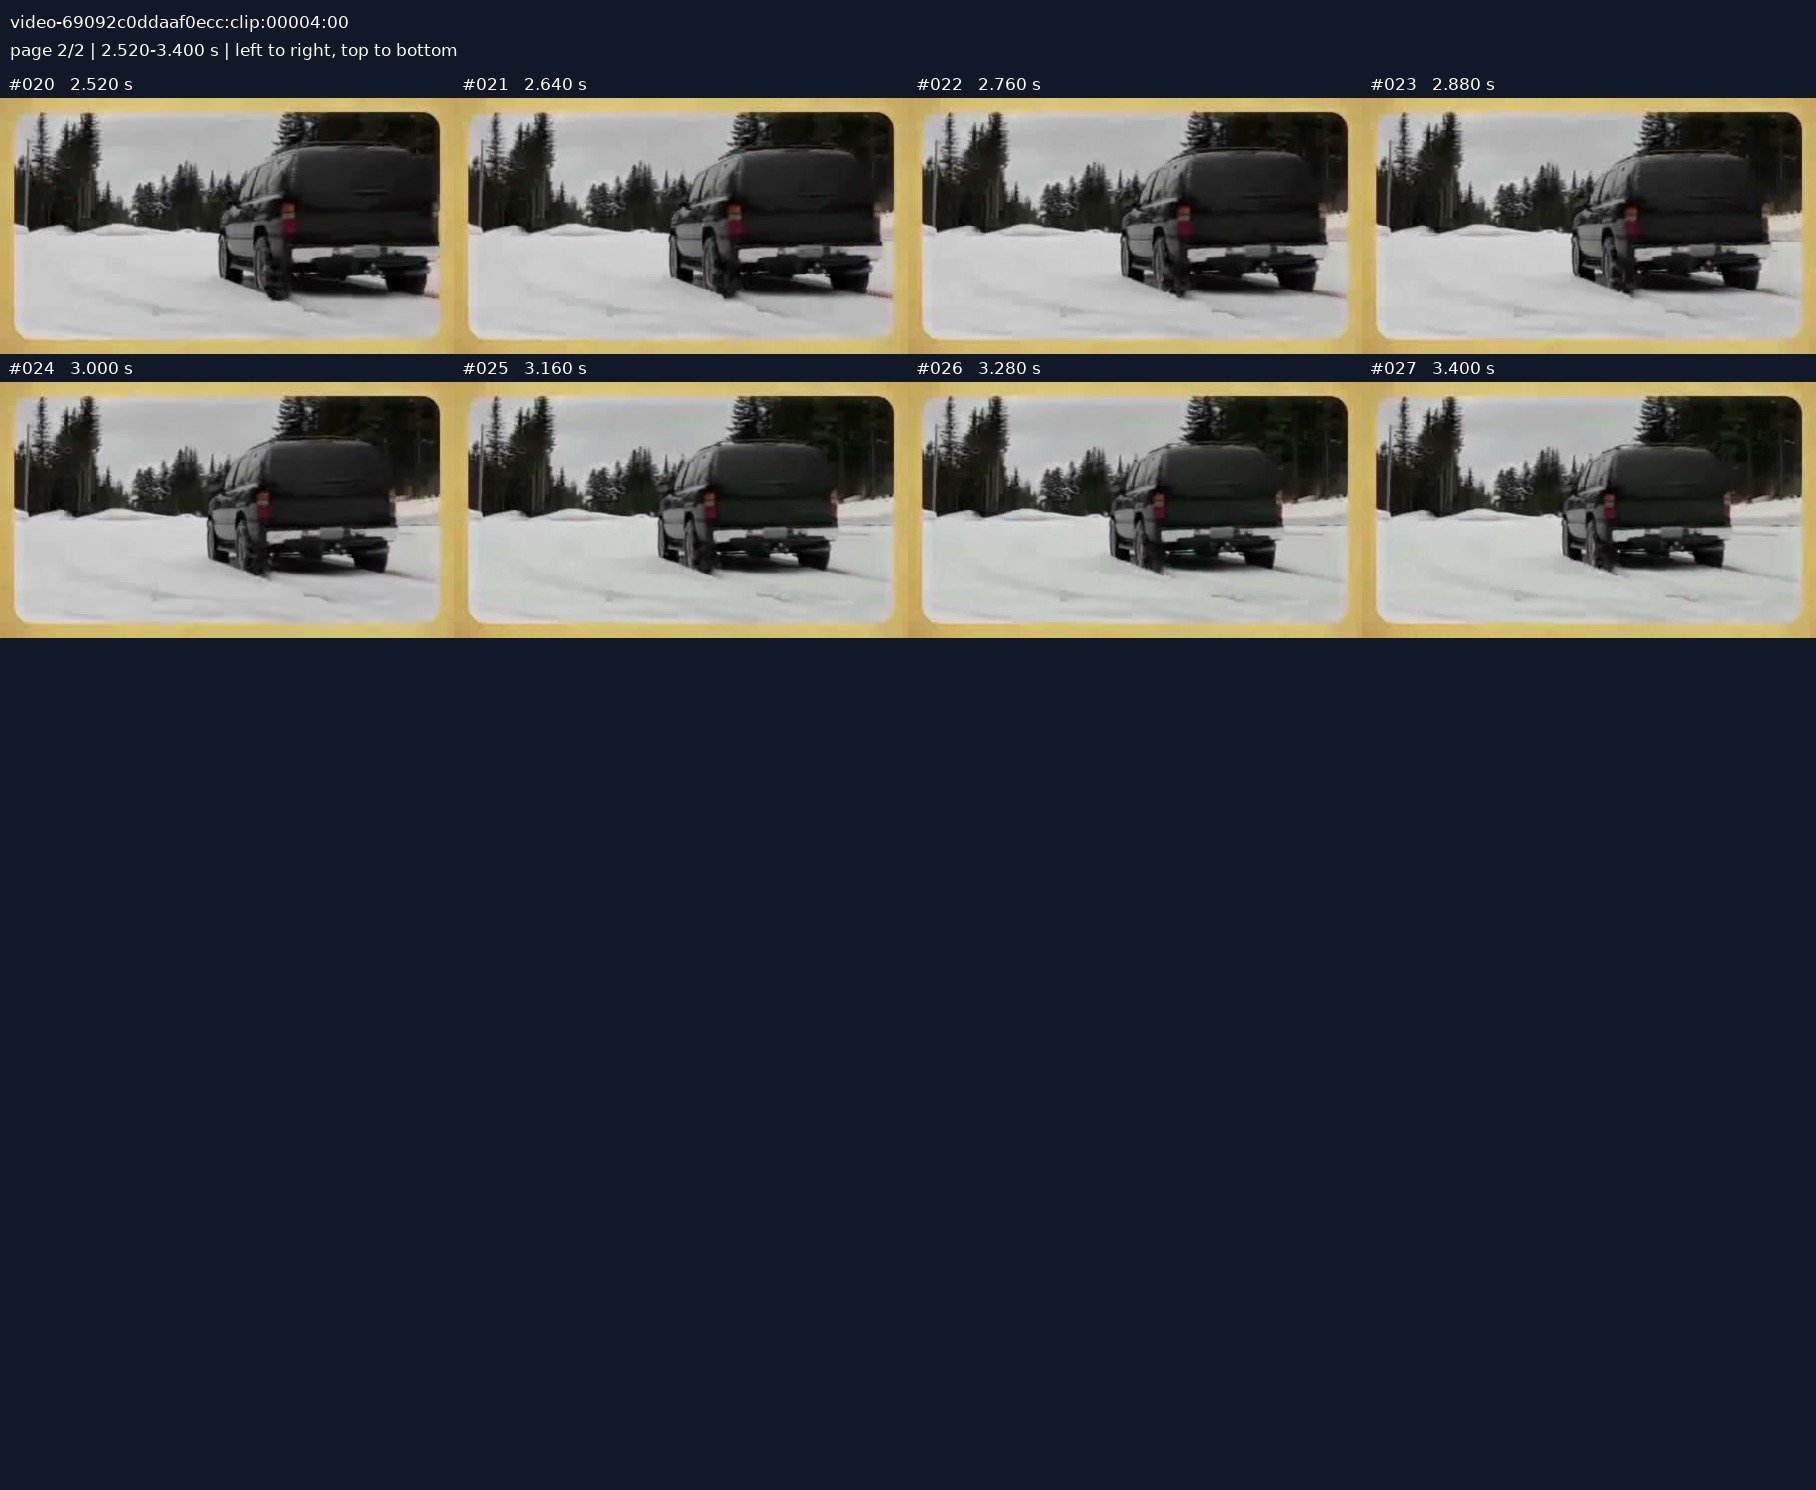 video-69092c0ddaaf0ecc:clip:00004:00
page 2/2 | 2.520-3.400 s | left to right, top to bottom
#020 2.520 s
#021 2.640 s
#022 2.760 s
#023 2.880 s
#024 3.000 s
#025 3.160 s
#026 3.280 s
#027 3.400 s